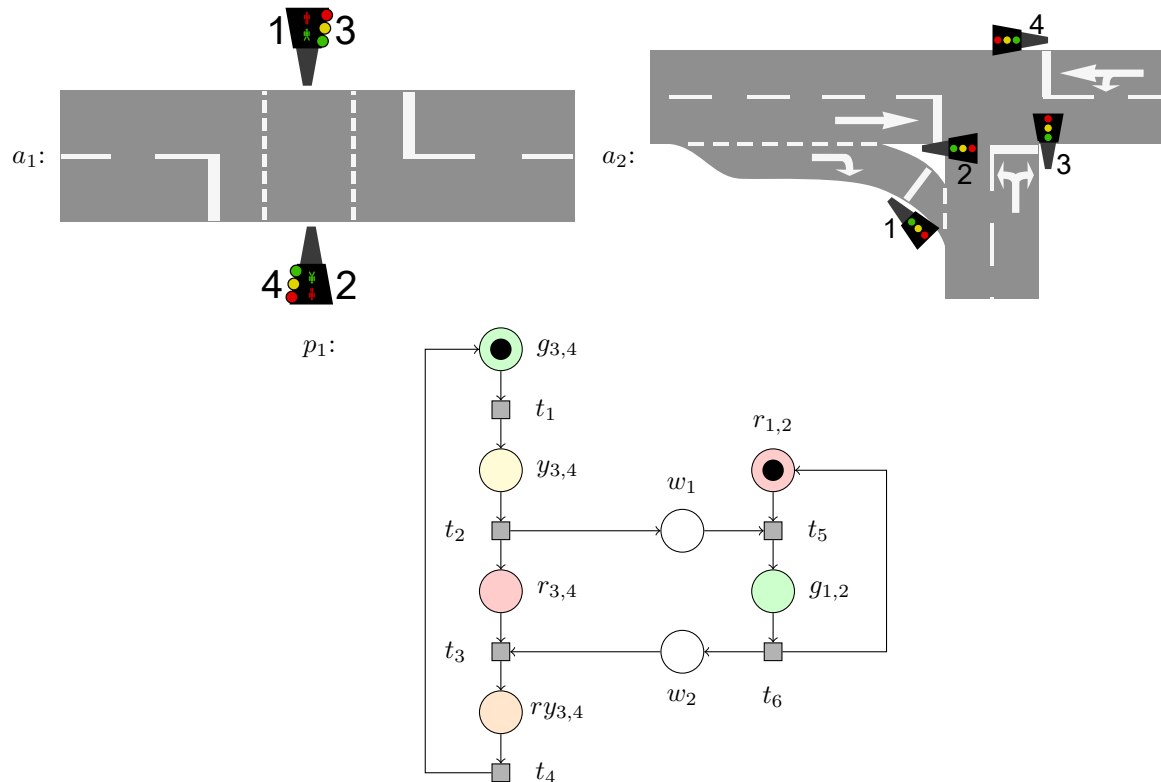 1 3
4
a₁:
a₂:
2
3
4 2
1
p₁:
g₃,₄
t₁
r₁,₂
y₃,₄
w₁
t₂
t₅
r₃,₄
g₁,₂
t₃
w₂
t₆
ry₃,₄
t₄